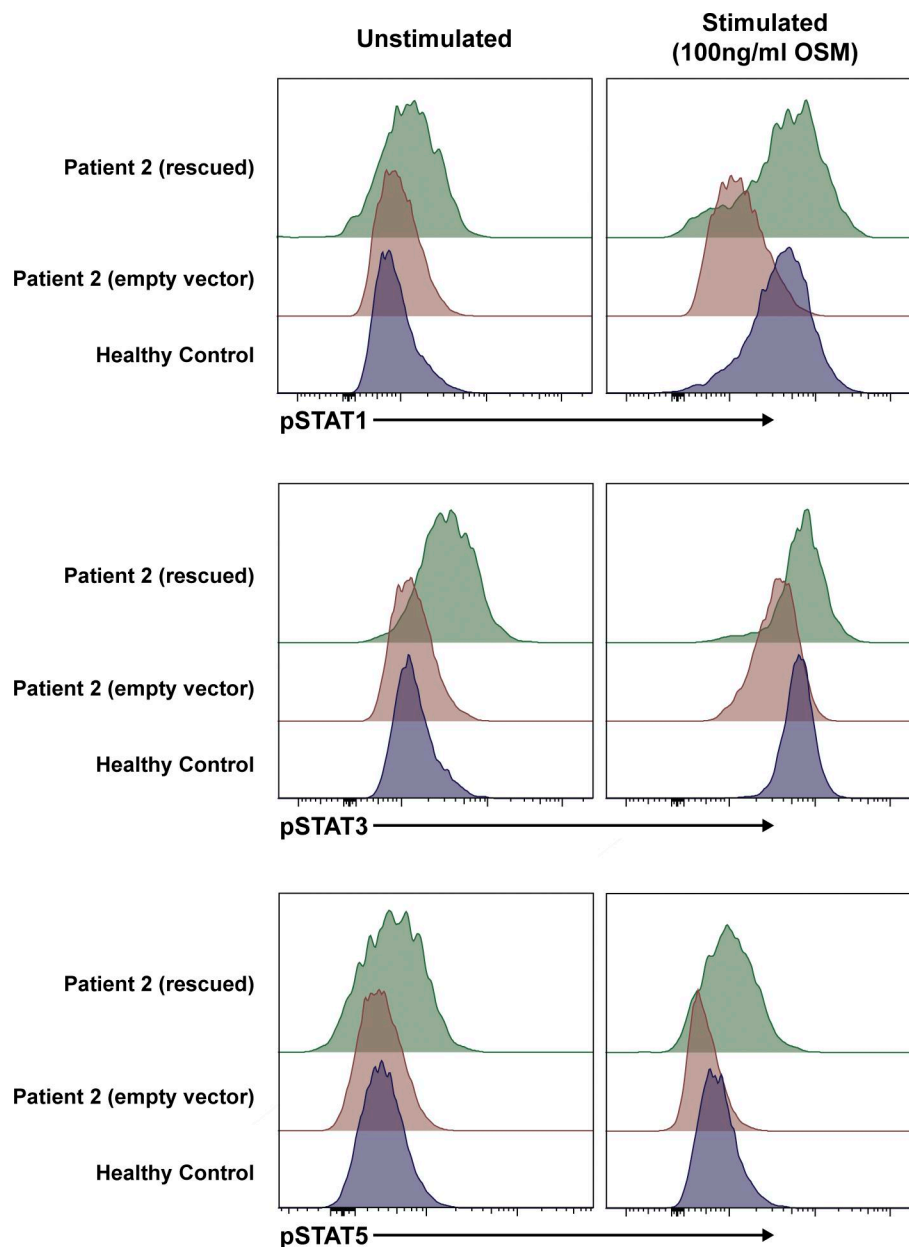 Unstimulated
Stimulated
(100ng/ml OSM)
Patient 2 (rescued)
Patient 2 (empty vector)
Healthy Control
pSTAT1
Patient 2 (rescued)
Patient 2 (empty vector)
Healthy Control
pSTAT3
Patient 2 (rescued)
Patient 2 (empty vector)
Healthy Control
pSTAT5